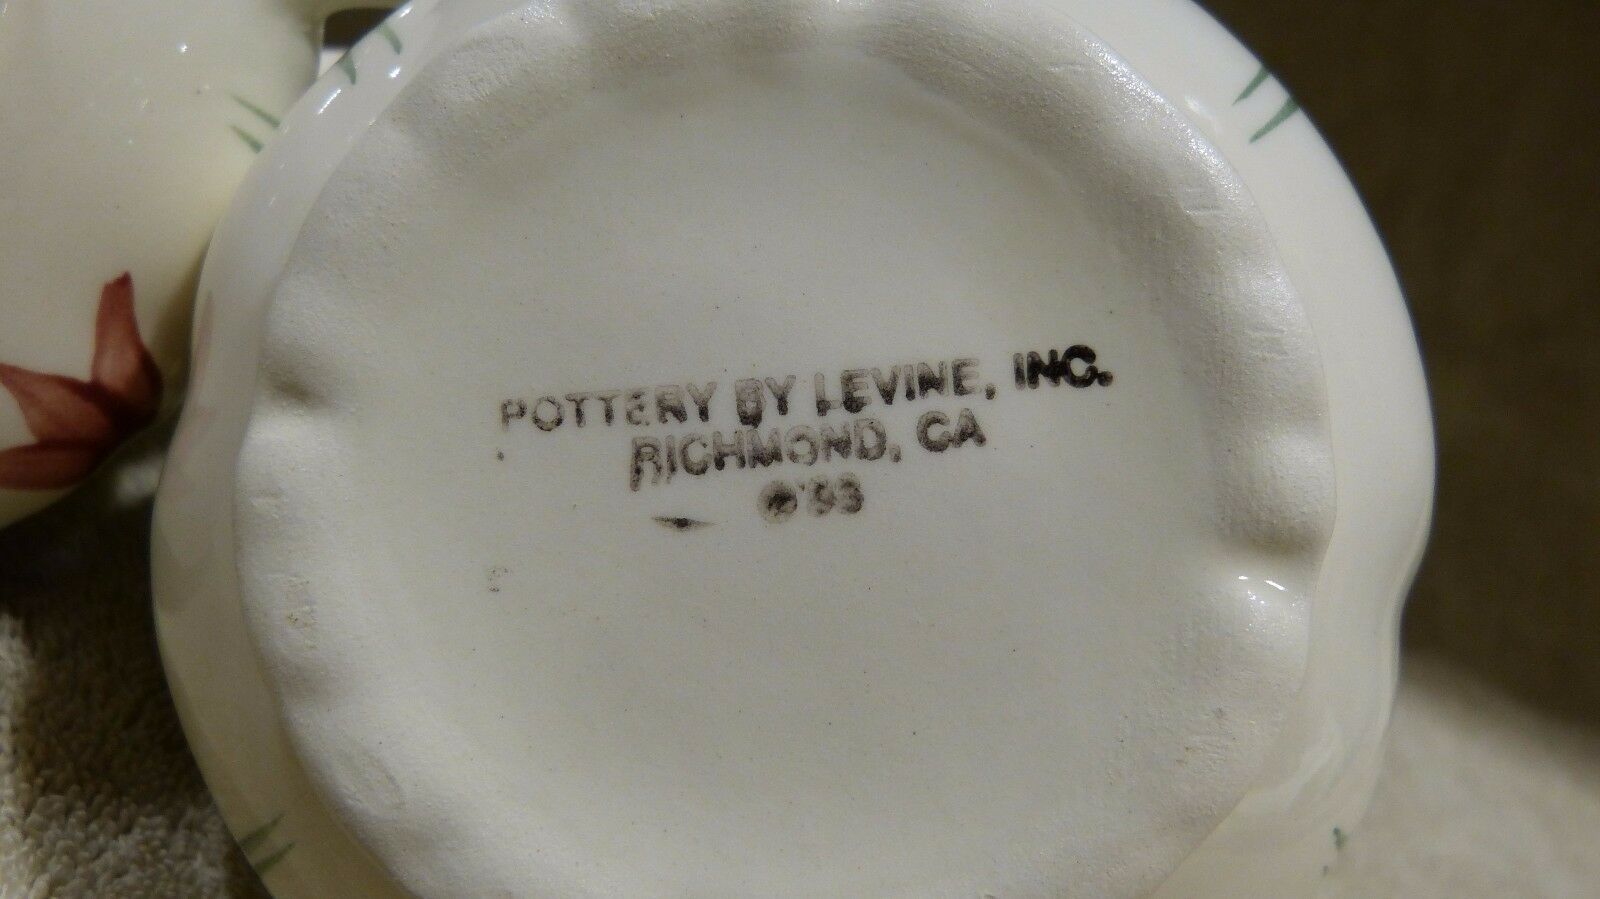 POTTERY BY LEVINE, INC.
RICHMOND, CA
©'93